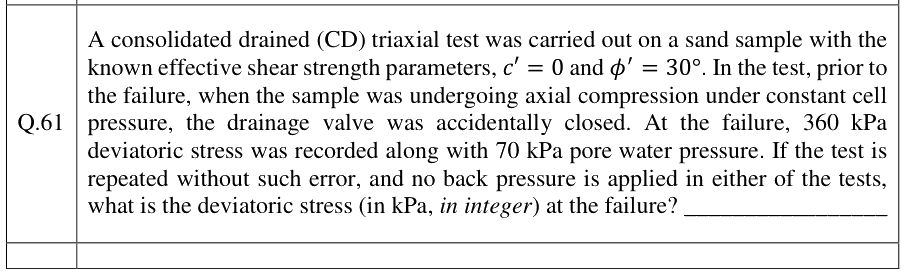 A consolidated drained (CD) triaxial test was carried out on a sand sample with the
known effective shear strength parameters, c′ = 0 and ϕ′ = 30°. In the test, prior to
the failure, when the sample was undergoing axial compression under constant cell
Q.61 pressure, the drainage valve was accidentally closed. At the failure, 360 kPa
deviatoric stress was recorded along with 70 kPa pore water pressure. If the test is
repeated without such error, and no back pressure is applied in either of the tests,
what is the deviatoric stress (in kPa, in integer) at the failure? _________________